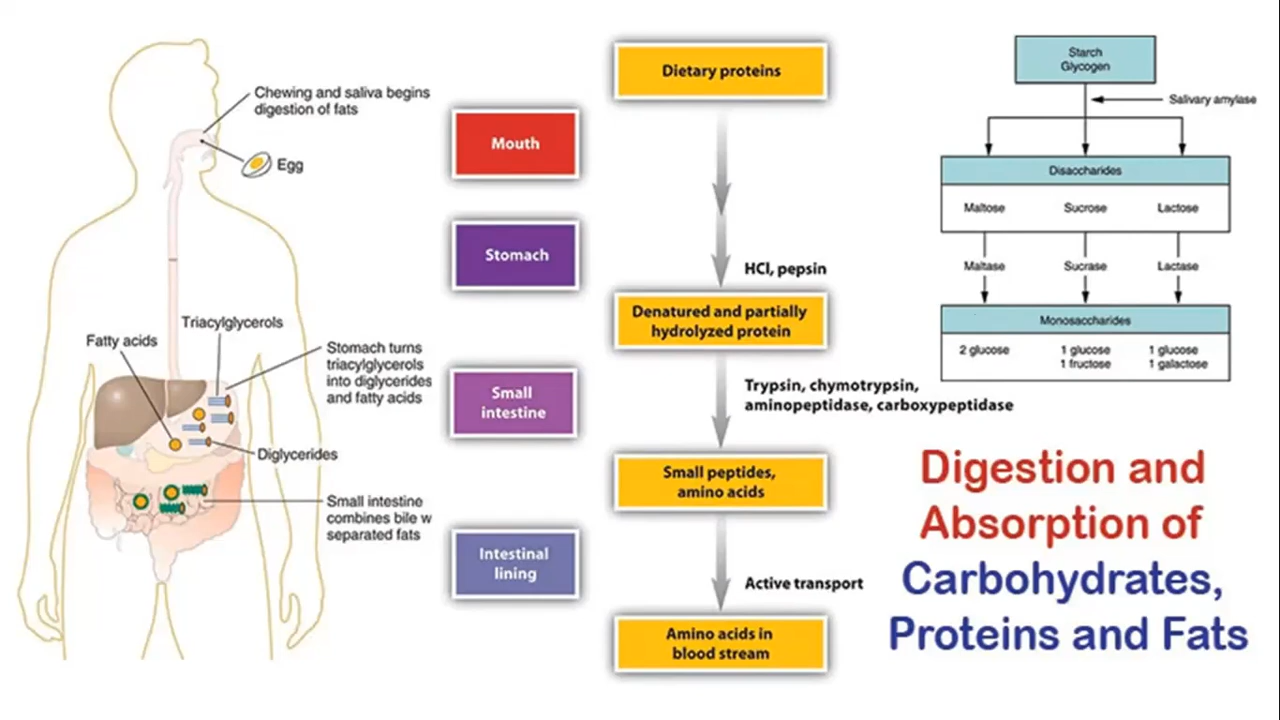 Chewing and saliva begins
digestion of fats
Egg
Triacylglycerols
Fatty acids
Stomach turns
triacylglycerols
into diglycerides
and fatty acids
Diglycerides
Small intestine
combines bile w
separated fats
Mouth
Stomach
Small
intestine
Intestinal
lining
Dietary proteins
HCl, pepsin
Denatured and partially
hydrolyzed protein
Trypsin, chymotrypsin,
aminopeptidase, carboxypeptidase
Small peptides,
amino acids
Active transport
Amino acids in
blood stream
Starch
Glycogen
Salivary amylase
Disaccharides
Maltose Sucrose Lactose
Maltase Sucrase Lactase
Monosaccharides
2 glucose 1 glucose 1 glucose
1 fructose 1 galactose
Digestion and
Absorption of
Carbohydrates,
Proteins and Fats